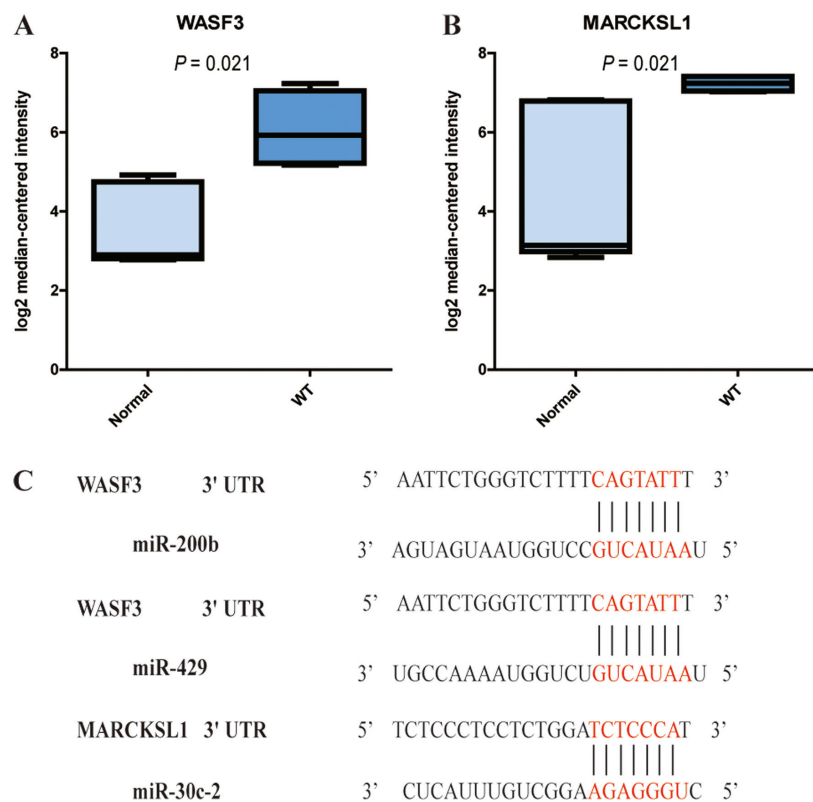 A
WASF3
P = 0.021
log2 median-centered intensity
8
6
4
2
0
Normal
WT
B
MARCKSL1
P = 0.021
log2 median-centered intensity
8
6
4
2
0
Normal
WT
C
WASF3 3' UTR 5’ AATTCTGGGTCTTTTCAGTATTT 3’
miR-200b 3’ AGUAGUAAUGGUCCGUCAUAAU 5’
WASF3 3' UTR 5’ AATTCTGGGTCTTTTCAGTATTT 3’
miR-429 3’ UGCCAAAAUGGUCUGUCAUAAU 5’
MARCKSL1 3' UTR 5’ TCTCCCTCCTCTGGATCTCCCAT 3’
miR-30c-2 3’ CUCAUUUGUCGGAAGAGGGUC 5’